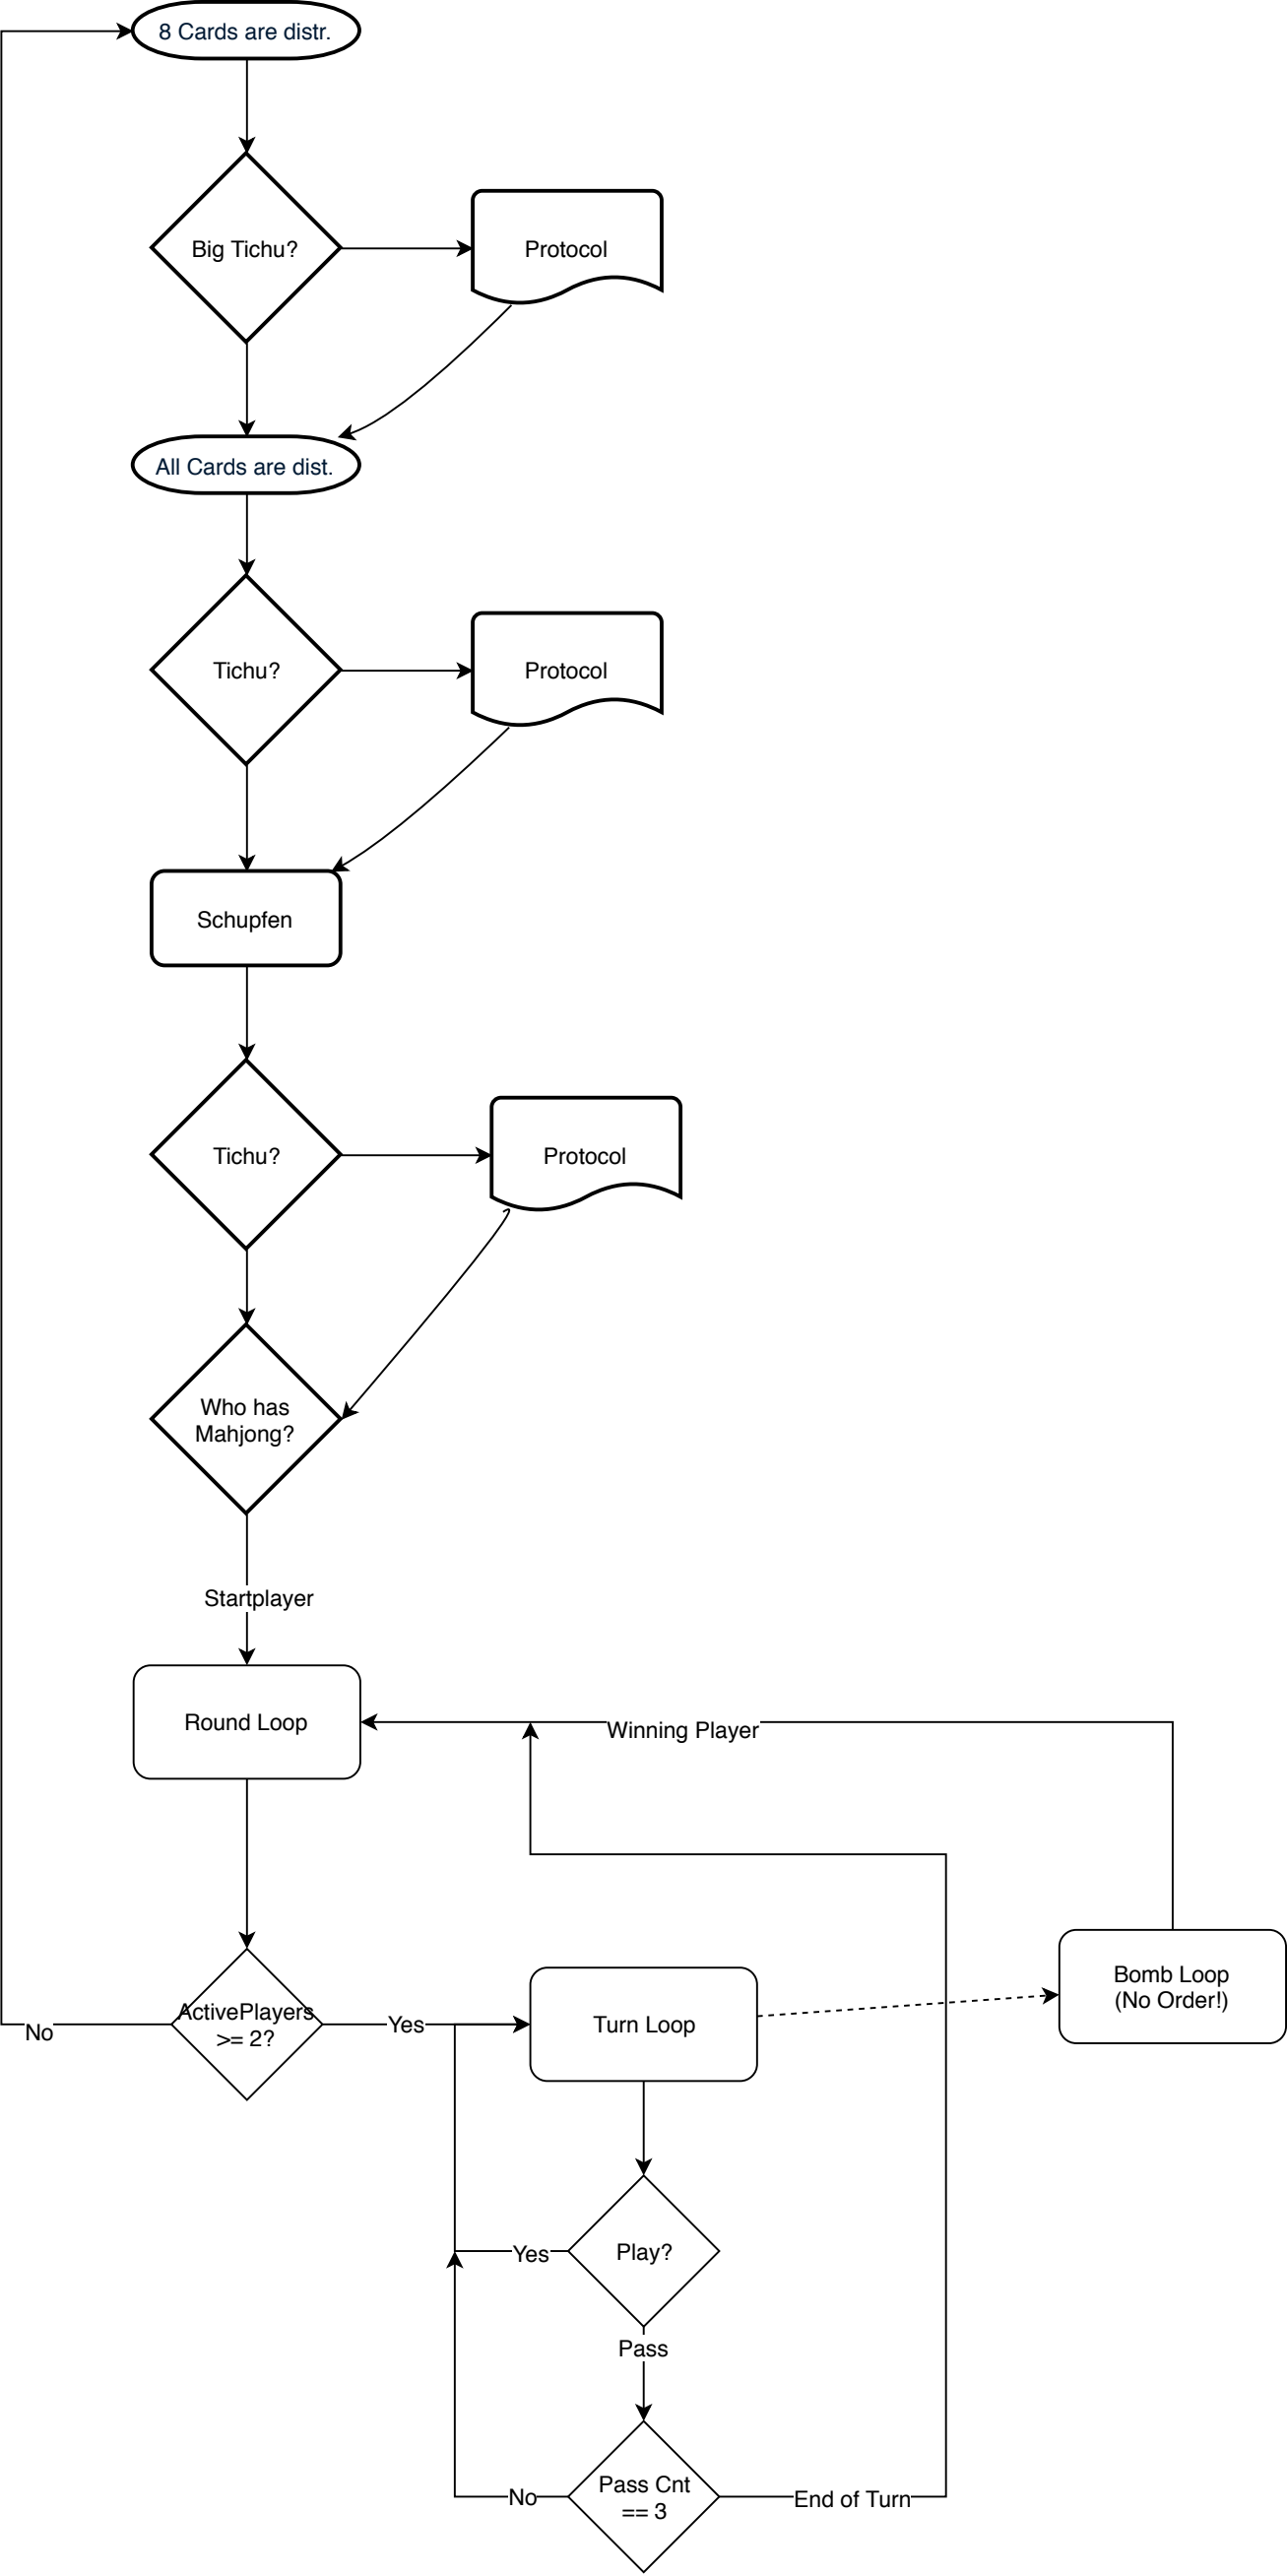 8 Cards are distr.
Big Tichu?
Protocol
All Cards are dist.
Tichu?
Protocol
Schupfen
Tichu?
Protocol
Who has
Mahjong?
Startplayer
Round Loop
Winning Player
Bomb Loop
(No Order!)
ActivePlayers
>= 2?
No
Yes
Turn Loop
Play?
Yes
Pass
Pass Cnt
== 3
No
End of Turn